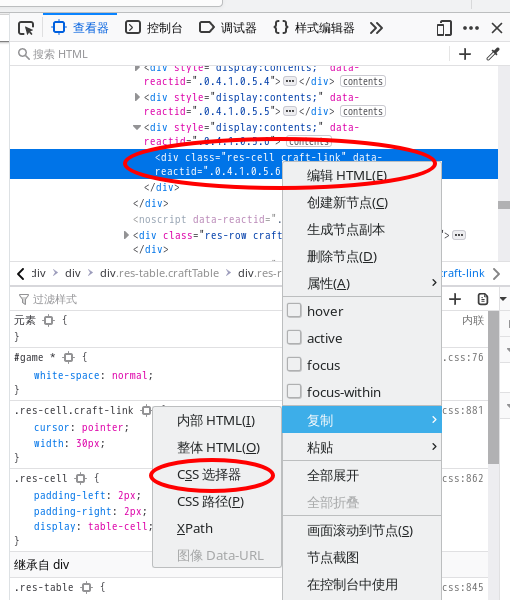 查看器 控制台 调试器 样式编辑器
搜索 HTML
<div style="display:contents;" data-
reactid=".0.4.1.0.5.4"> </div> contents
<div style="display:contents;" data-
reactid=".0.4.1.0.5.5"> </div> contents
<div style="display:contents;" data-
reactid=".0.4.1.0.5.6"> contents
<div class="res-cell craft-link" data-
reactid=".0.4.1.0.5.6
</div>
</div>
<noscript data-reactid=".
<div class="res-row craf
</div>
div div div.res-table.craftTable div.res-r craft-link
过滤样式
元素 { 内联
}
#game * { .css:76
white-space: normal;
}
.res-cell.craft-link css:881
cursor: pointer;
width: 30px;
}
.res-cell { css:862
padding-left: 2px;
padding-right: 2px;
display: table-cell;
}
继承自 div
.res-table { css:845
编辑 HTML(E)
创建新节点(C)
生成节点副本
删除节点(D)
属性(A)
hover
active
focus
focus-within
复制
粘贴
全部展开
全部折叠
画面滚动到节点(S)
节点截图
在控制台中使用
内部 HTML(I)
整体 HTML(O)
CSS 选择器
CSS 路径(P)
XPath
图像 Data-URL